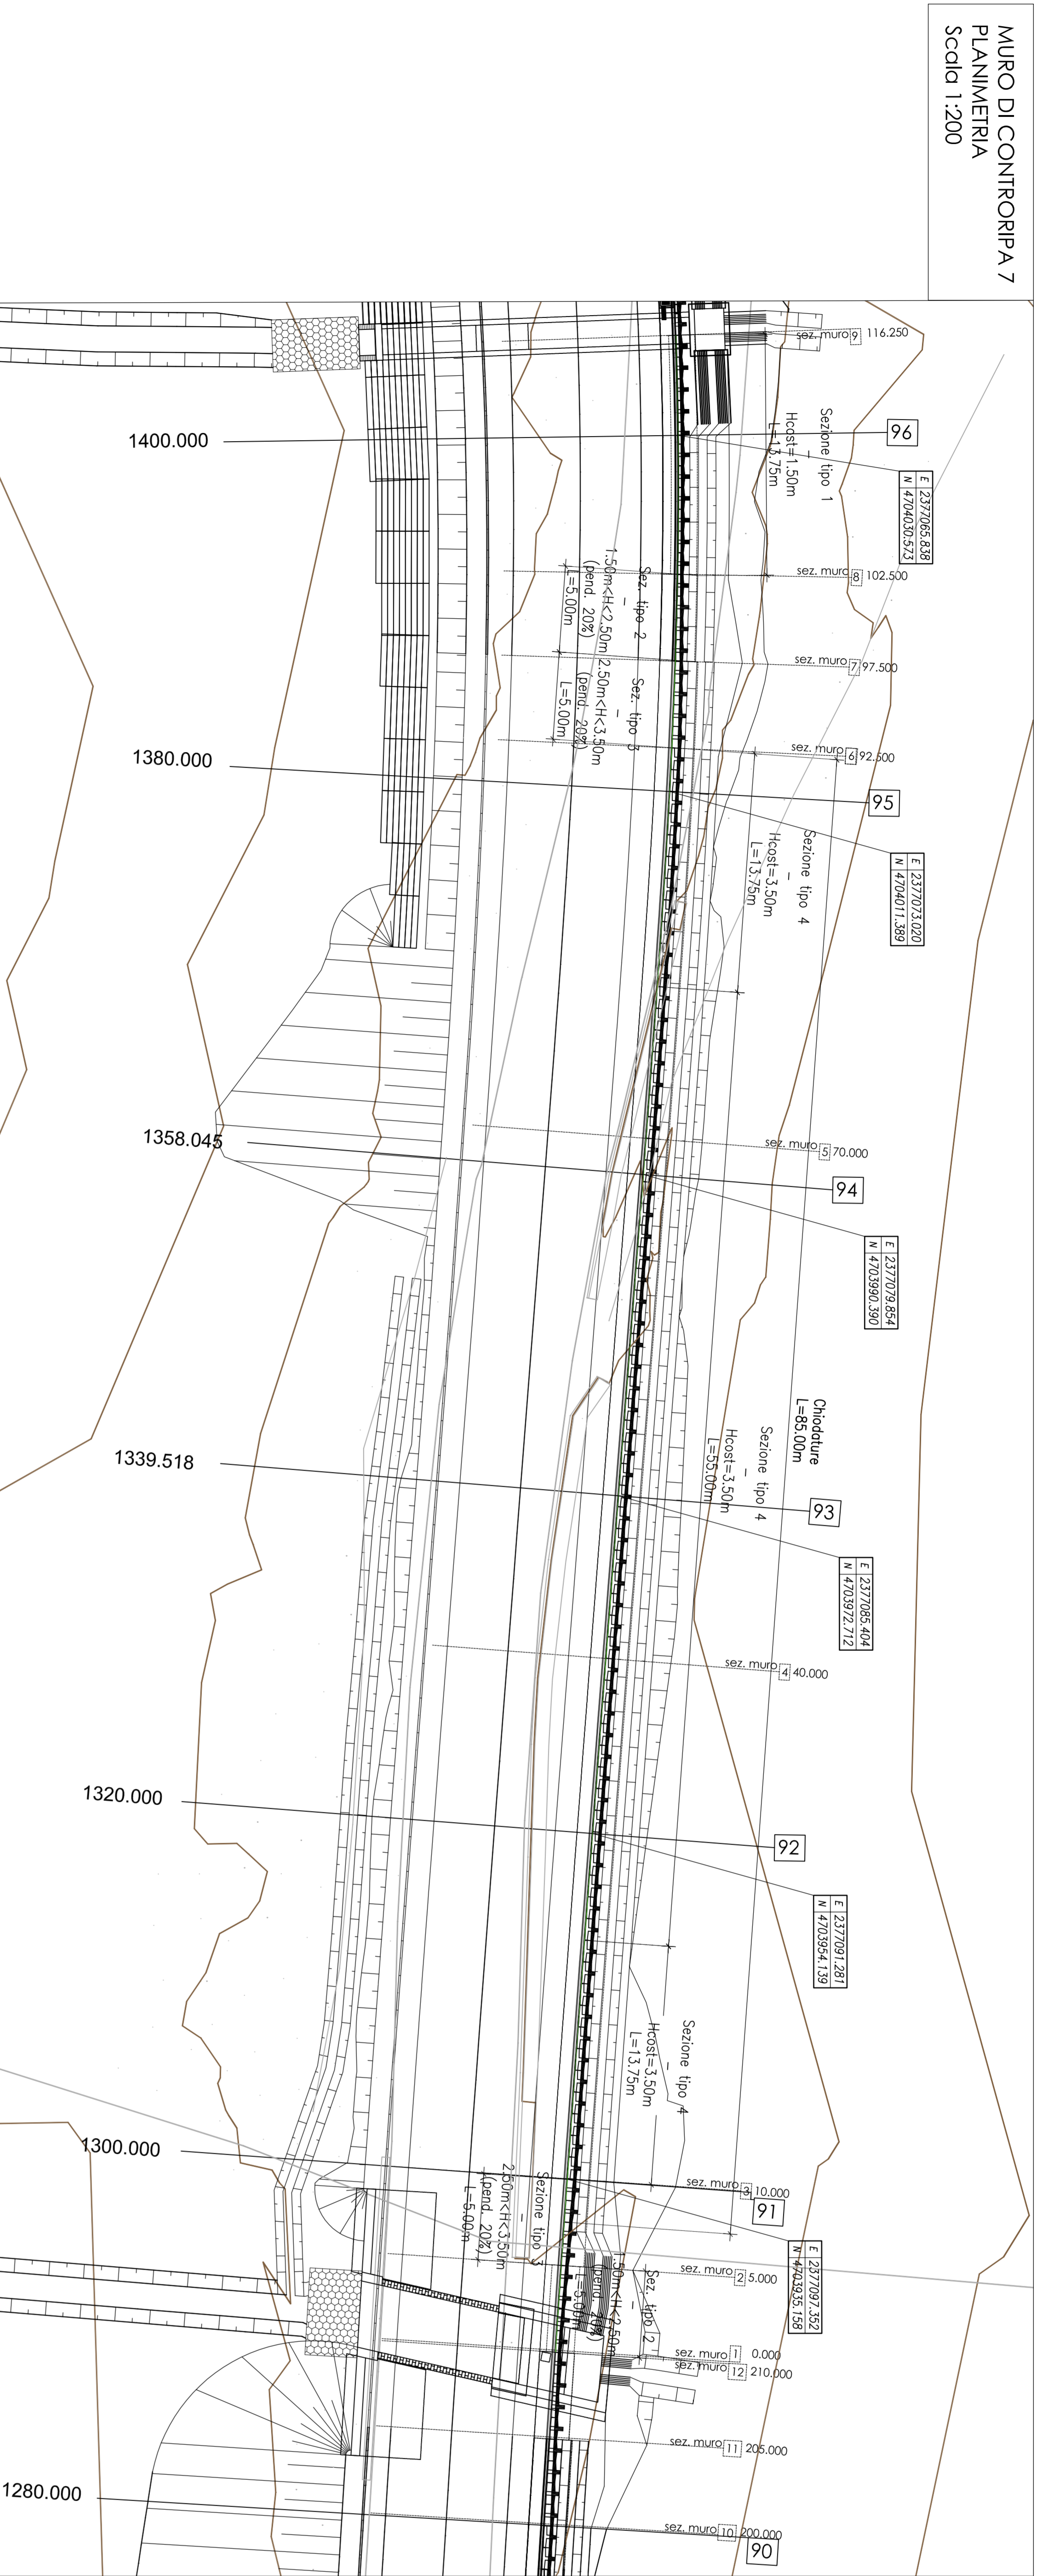 MURO DI CONTRORIPA 7
PLANIMETRIA
Scala 1:200
sez. muro 9 116.250
1400.000
96
Sezione tipo 1
-
Hcost=1.50m
L=13.75m
E 2377065.838
N 4704030.573
sez. muro 8 102.500
Sez. tipo 2
-
1.50m<H<2.50m
(pend. 20%)
L=5.00m
sez. muro 7 97.500
Sez. tipo 3
-
2.50m<H<3.50m
(pend. 20%)
L=5.00m
sez. muro 6 92.500
1380.000
95
Sezione tipo 4
-
Hcost=3.50m
L=13.75m
E 2377073.020
N 4704011.389
1358.045
sez. muro 5 70.000
94
E 2377079.854
N 4703990.390
Chiodature
L=85.00m
Sezione tipo 4
-
Hcost=3.50m
L=55.00m
1339.518
93
E 2377085.404
N 4703972.712
sez. muro 4 40.000
1320.000
92
E 2377091.281
N 4703954.139
Sezione tipo 4
-
Hcost=3.50m
L=13.75m
1300.000
sez. muro 3 10.000
91
Sezione tipo 3
-
2.50m<H<3.50m
(pend. 20%)
L=5.00m
E 2377097.352
N 4703935.158
sez. muro 2 5.000
Sez. tipo 2
-
1.50m<H<2.50m
(pend. 20%)
L=5.00m
sez. muro 1 0.000
sez. muro 12 210.000
sez. muro 11 205.000
1280.000
sez. muro 10 200.000
90